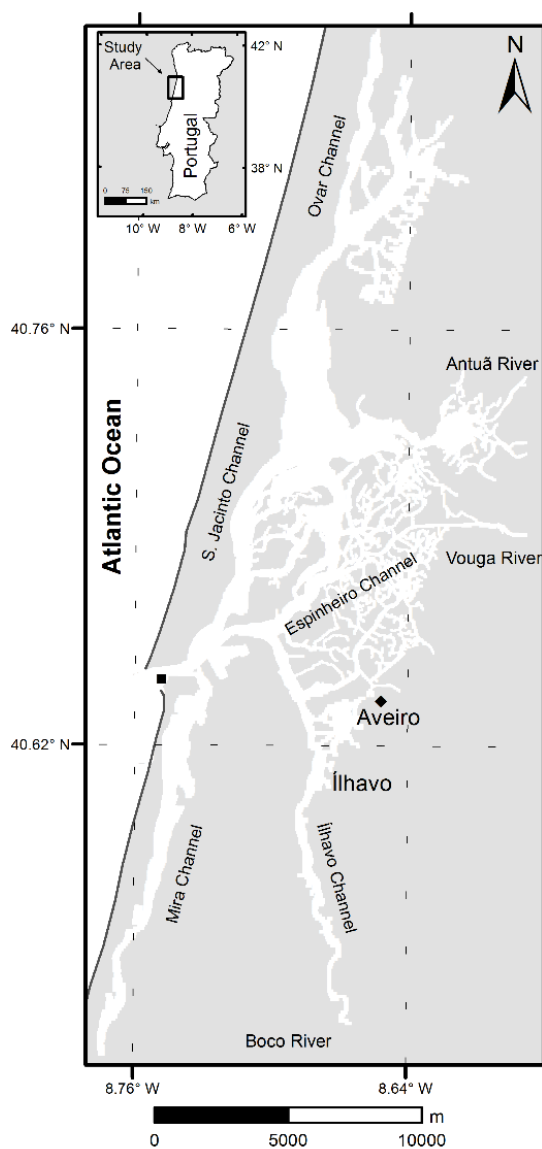 Study
Area
42°N
N
Portugal
38°N
0 75 150
km
10°W 8°W 6°W
Ovar Channel
40.76° N
Antuã River
Atlantic Ocean
S. Jacinto Channel
Vouga River
Espinheiro Channel
Aveiro
40.62° N
Ílhavo
Mira Channel
Ílhavo Channel
Boco River
8.76° W
8.64° W
m
0
5000
10000